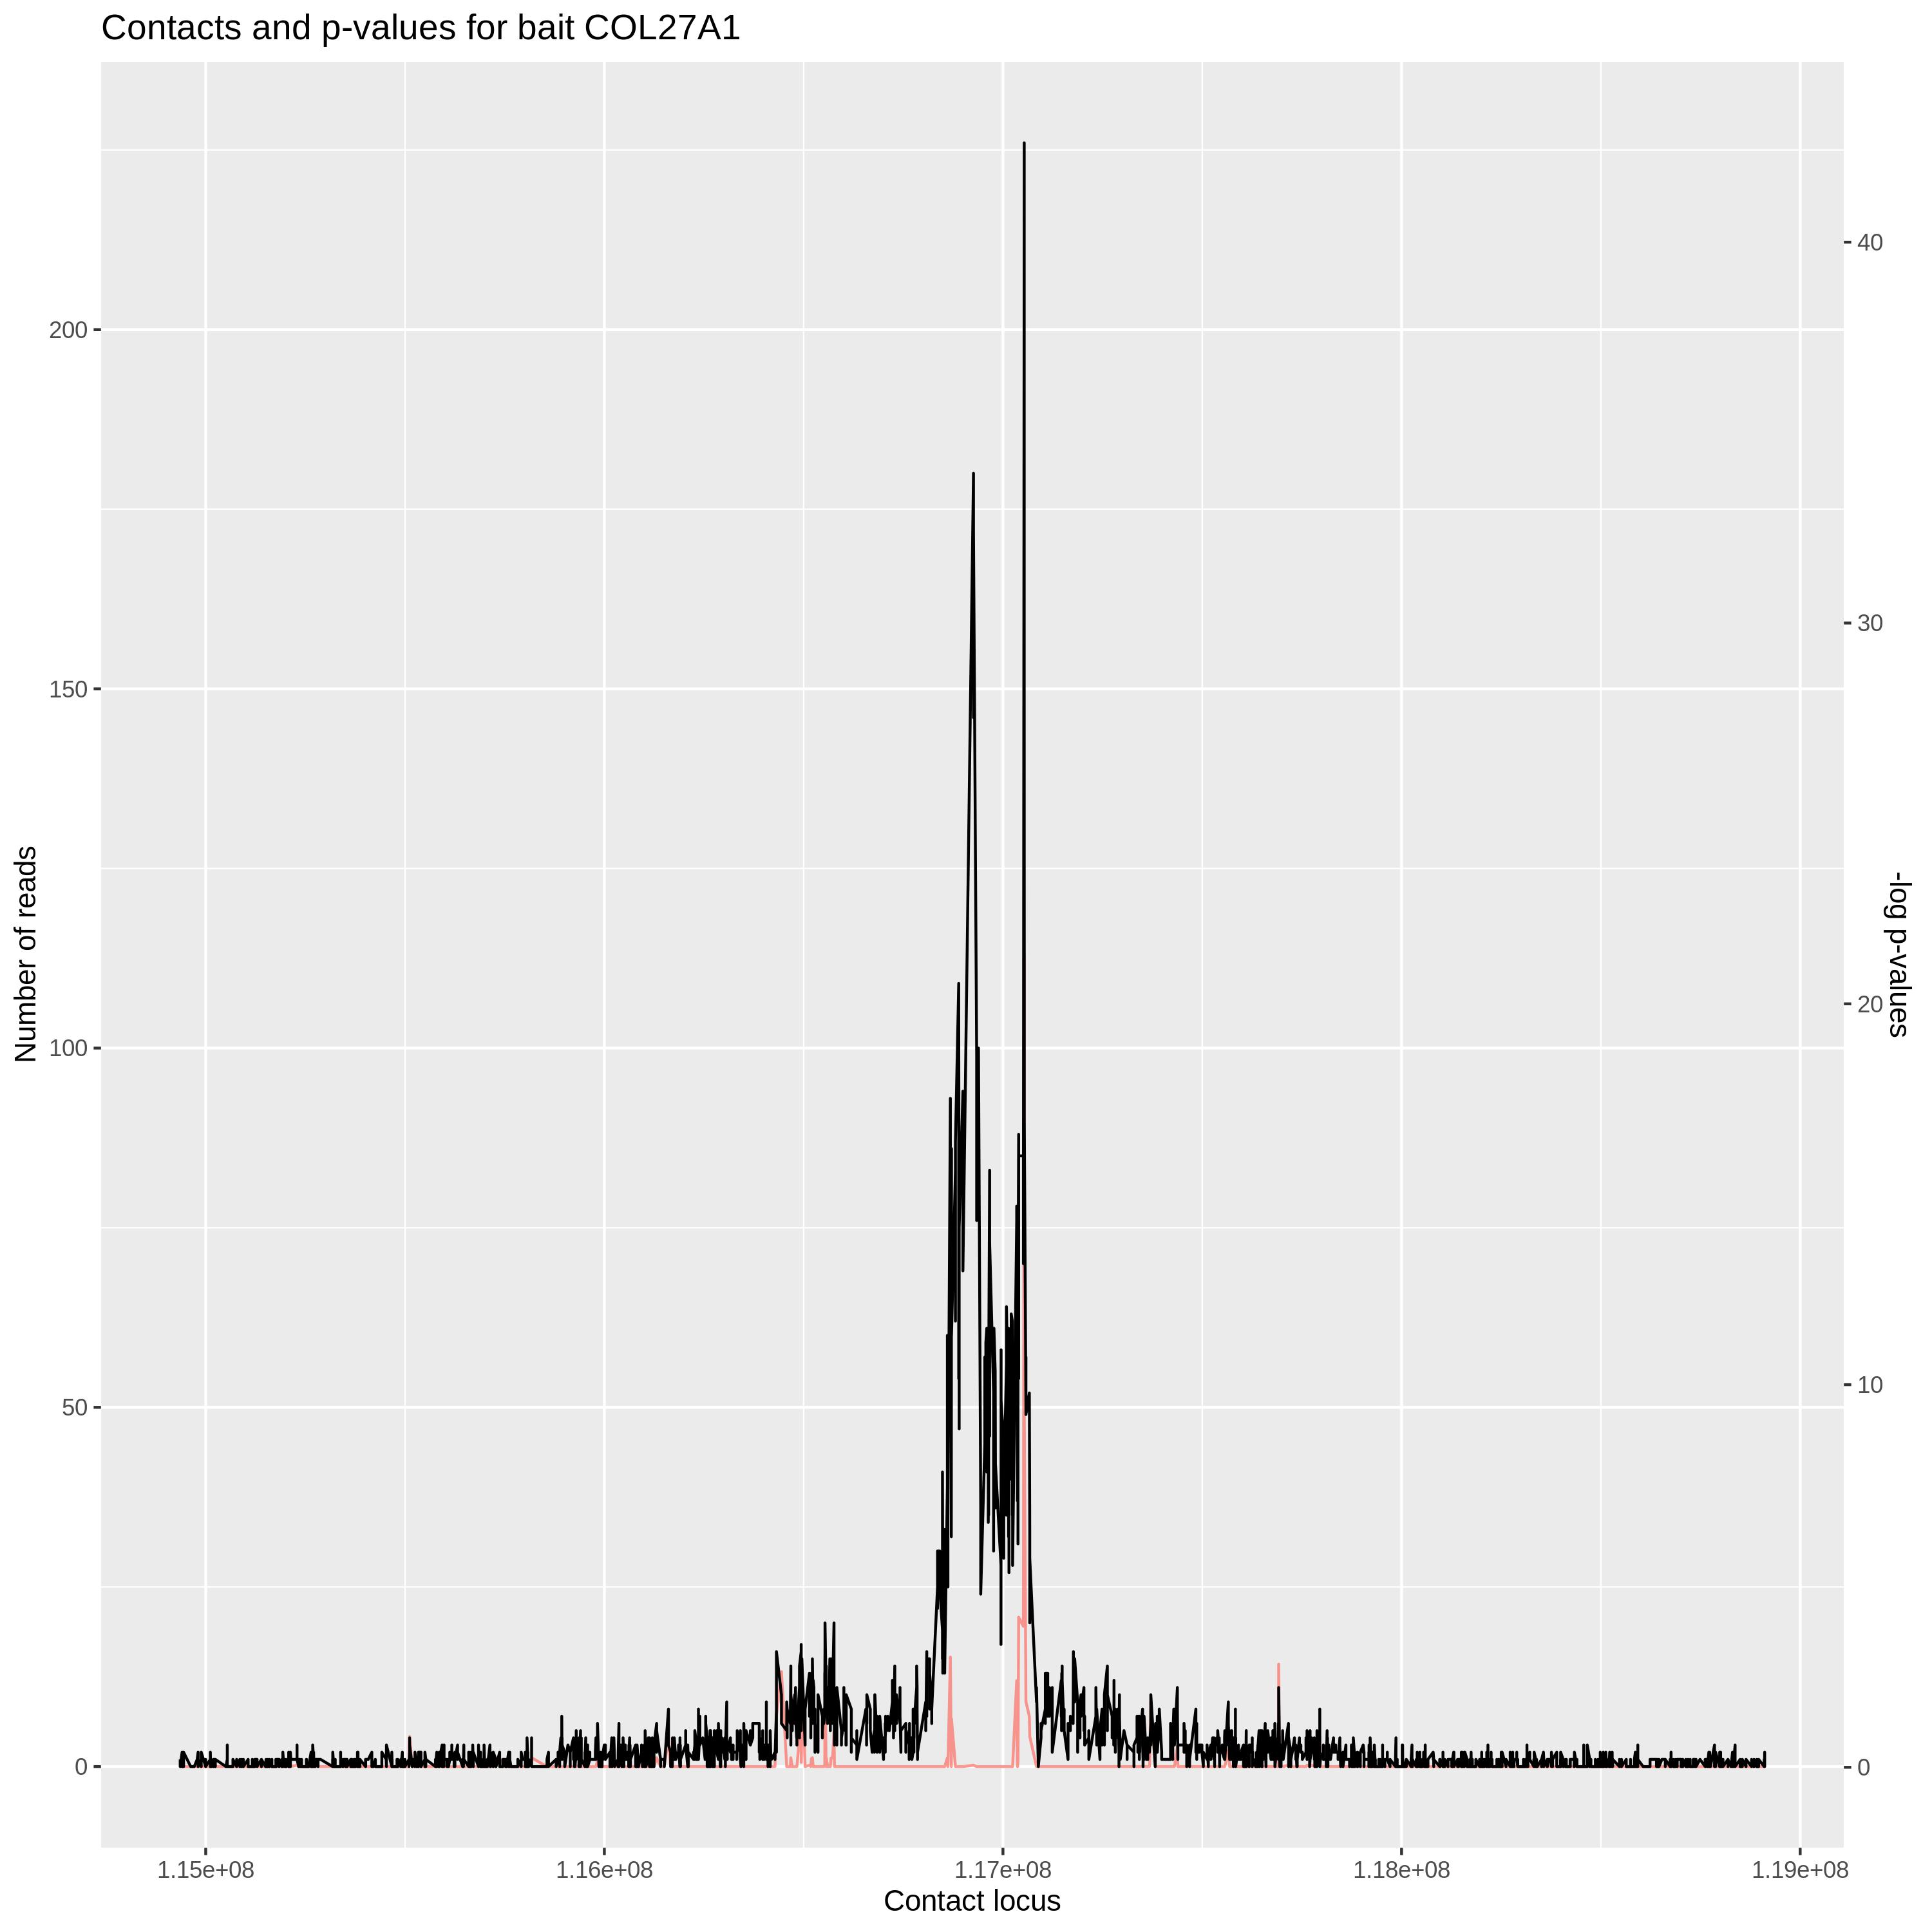 Contacts and p-values for bait COL27A1
Number of reads
200
150
100
50
0
40
30
20
10
0
-log p-values
1.15e+08 1.16e+08 1.17e+08 1.18e+08 1.19e+08
Contact locus